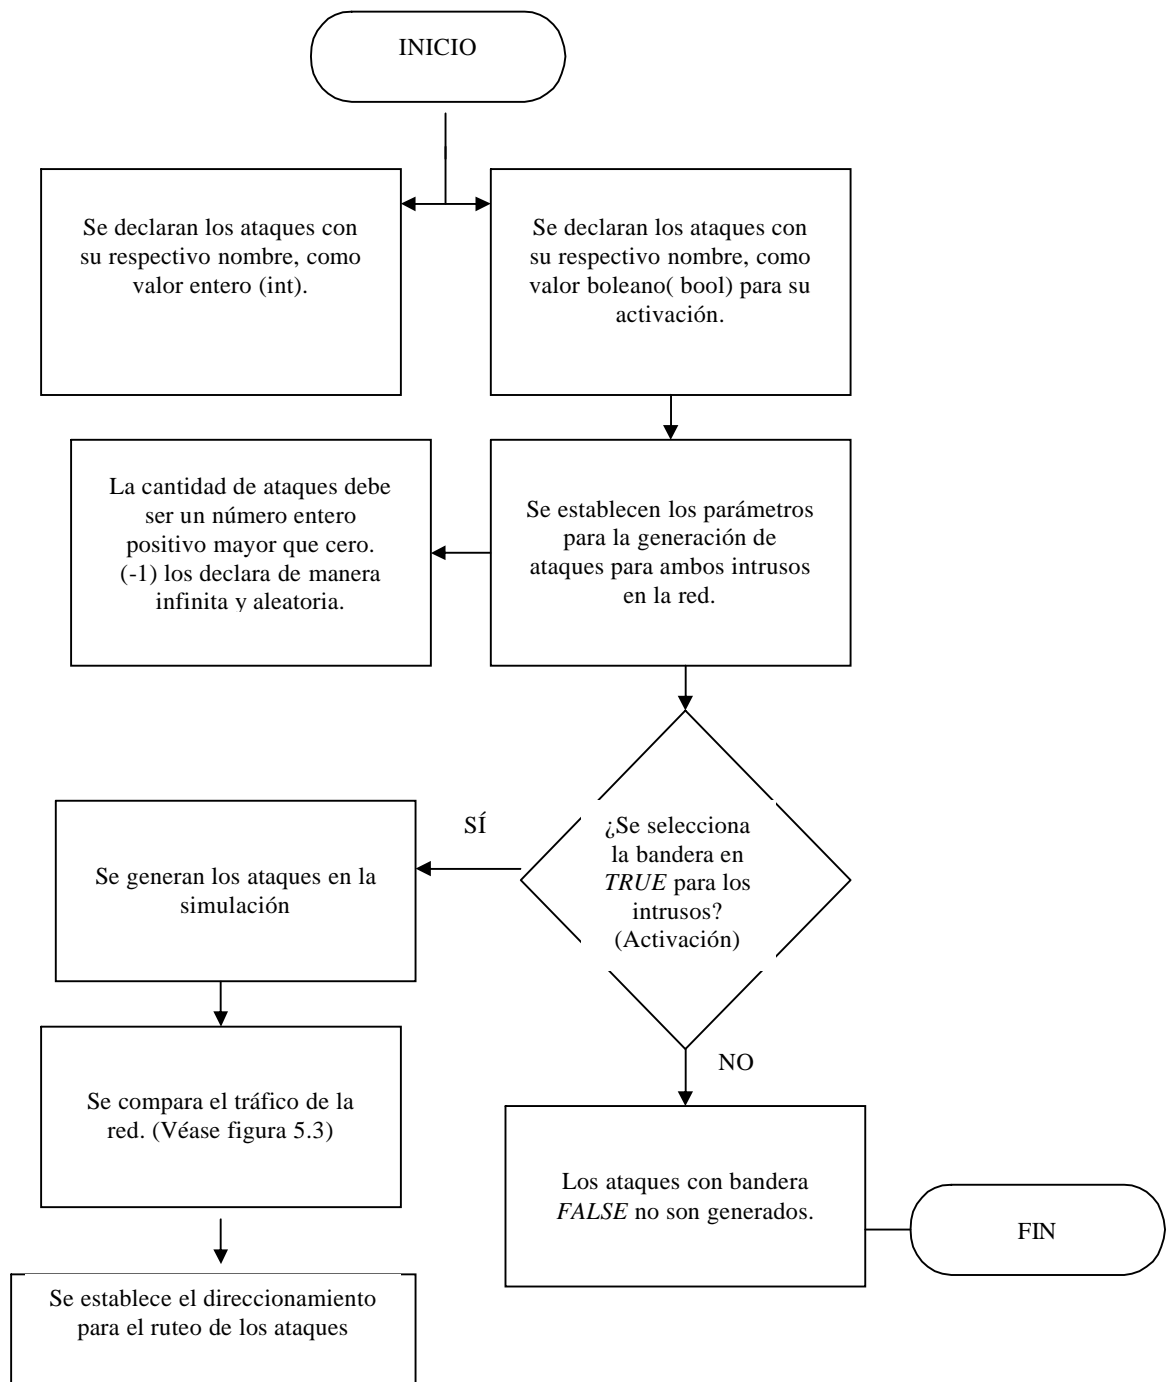 INICIO
Se declaran los ataques con
su respectivo nombre, como
valor entero (int).
Se declaran los ataques con
su respectivo nombre, como
valor boleano( bool) para su
activación.
La cantidad de ataques debe
ser un número entero
positivo mayor que cero.
(-1) los declara de manera
infinita y aleatoria.
Se establecen los parámetros
para la generación de
ataques para ambos intrusos
en la red.
¿Se selecciona
la bandera en
TRUE para los
intrusos?
(Activación)
SÍ
Se generan los ataques en la
simulación
NO
Se compara el tráfico de la
red. (Véase figura 5.3)
Los ataques con bandera
FALSE no son generados.
FIN
Se establece el direccionamiento
para el ruteo de los ataques